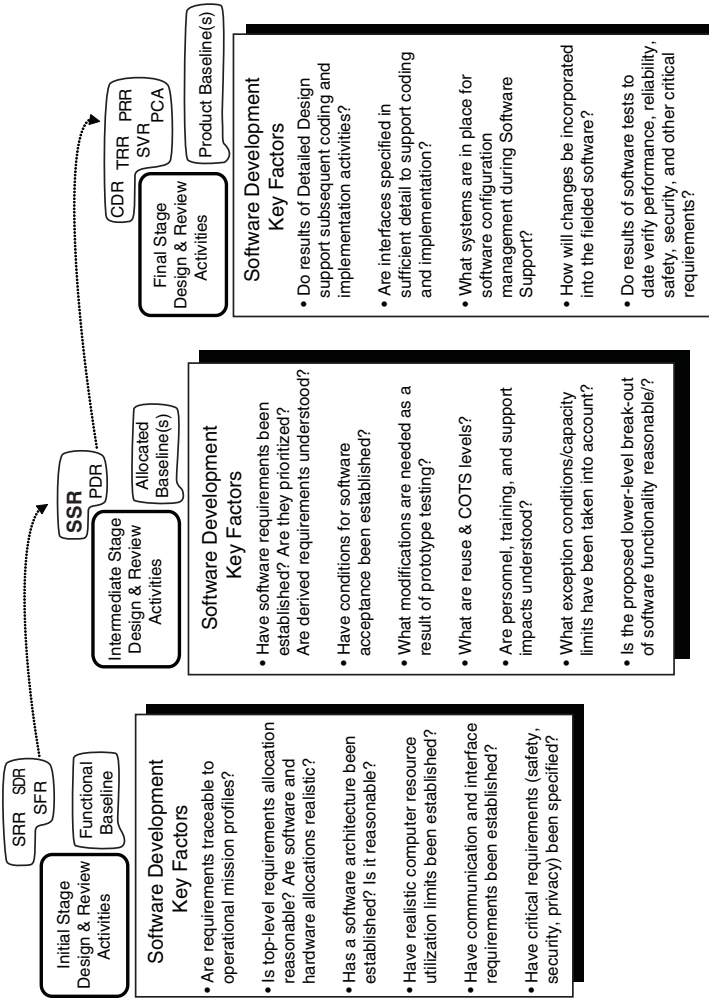 Initial Stage
Design & Review
Activities
SRR SDR
SFR
Functional
Baseline
Software Development
Key Factors
• Are requirements traceable to
operational mission profiles?
• Is top-level requirements allocation
reasonable? Are software and
hardware allocations realistic?
• Has a software architecture been
established? Is it reasonable?
• Have realistic computer resource
utilization limits been established?
• Have communication and interface
requirements been established?
• Have critical requirements (safety,
security, privacy) been specified?
Intermediate Stage
Design & Review
Activities
SSR
PDR
Allocated
Baseline(s)
Software Development
Key Factors
• Have software requirements been
established? Are they prioritized?
Are derived requirements understood?
• Have conditions for software
acceptance been established?
• What modifications are needed as a
result of prototype testing?
• What are reuse & COTS levels?
• Are personnel, training, and support
impacts understood?
• What exception conditions/capacity
limits have been taken into account?
• Is the proposed lower-level break-out
of software functionality reasonable/?
Final Stage
Design & Review
Activities
CDR TRR PRR
SVR PCA
Product Baseline(s)
Software Development
Key Factors
• Do results of Detailed Design
support subsequent coding and
implementation activities?
• Are interfaces specified in
sufficient detail to support coding
and implementation?
• What systems are in place for
software configuration
management during Software
Support?
• How will changes be incorporated
into the fielded software?
• Do results of software tests to
date verify performance, reliability,
safety, security, and other critical
requirements?